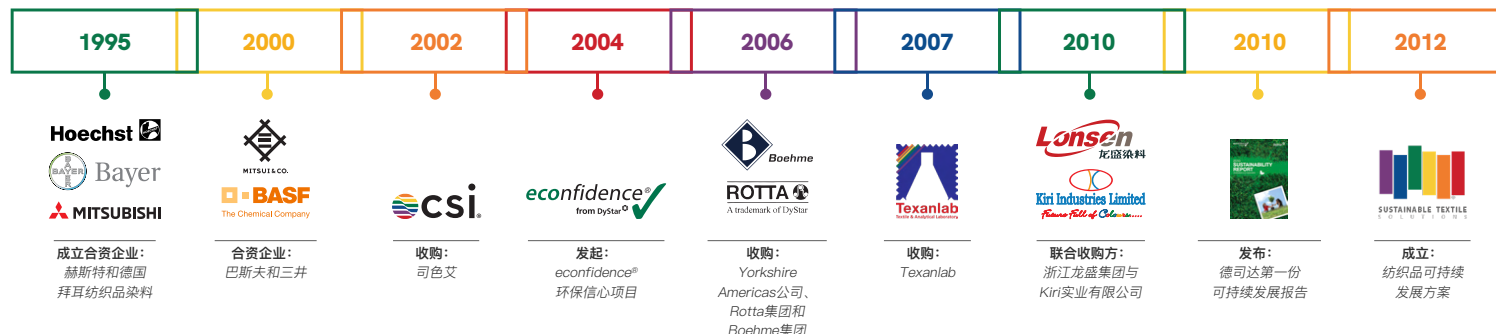 1995
2000
2002
2004
2006
2007
2010
2010
2012
Hoechst
BAYER
BAYER
Bayer
MITSUBISHI
成立合资企业：
赫斯特和德国
拜耳纺织品染料
MITSUI & CO.
BASF
The Chemical Company
合资企业：
巴斯夫和三井
csi.
收购：
司色艾
econfidence®
from DyStar
发起：
econfidence®
环保信心项目
Boehme
ROTTA
A trademark of DyStar
收购：
Yorkshire
Americas公司、
Rotta集团和
Boehme集团
Texanlab
Textile & Analytical Laboratory
收购：
Texanlab
Lonsen
龙盛染料
Kiri Industries Limited
Future Full of Colours....
联合收购方：
浙江龙盛集团与
Kiri实业有限公司
SUSTAINABILITY
REPORT
发布：
德司达第一份
可持续发展报告
SUSTAINABLE TEXTILE
SOLUTIONS
成立：
纺织品可持续
发展方案